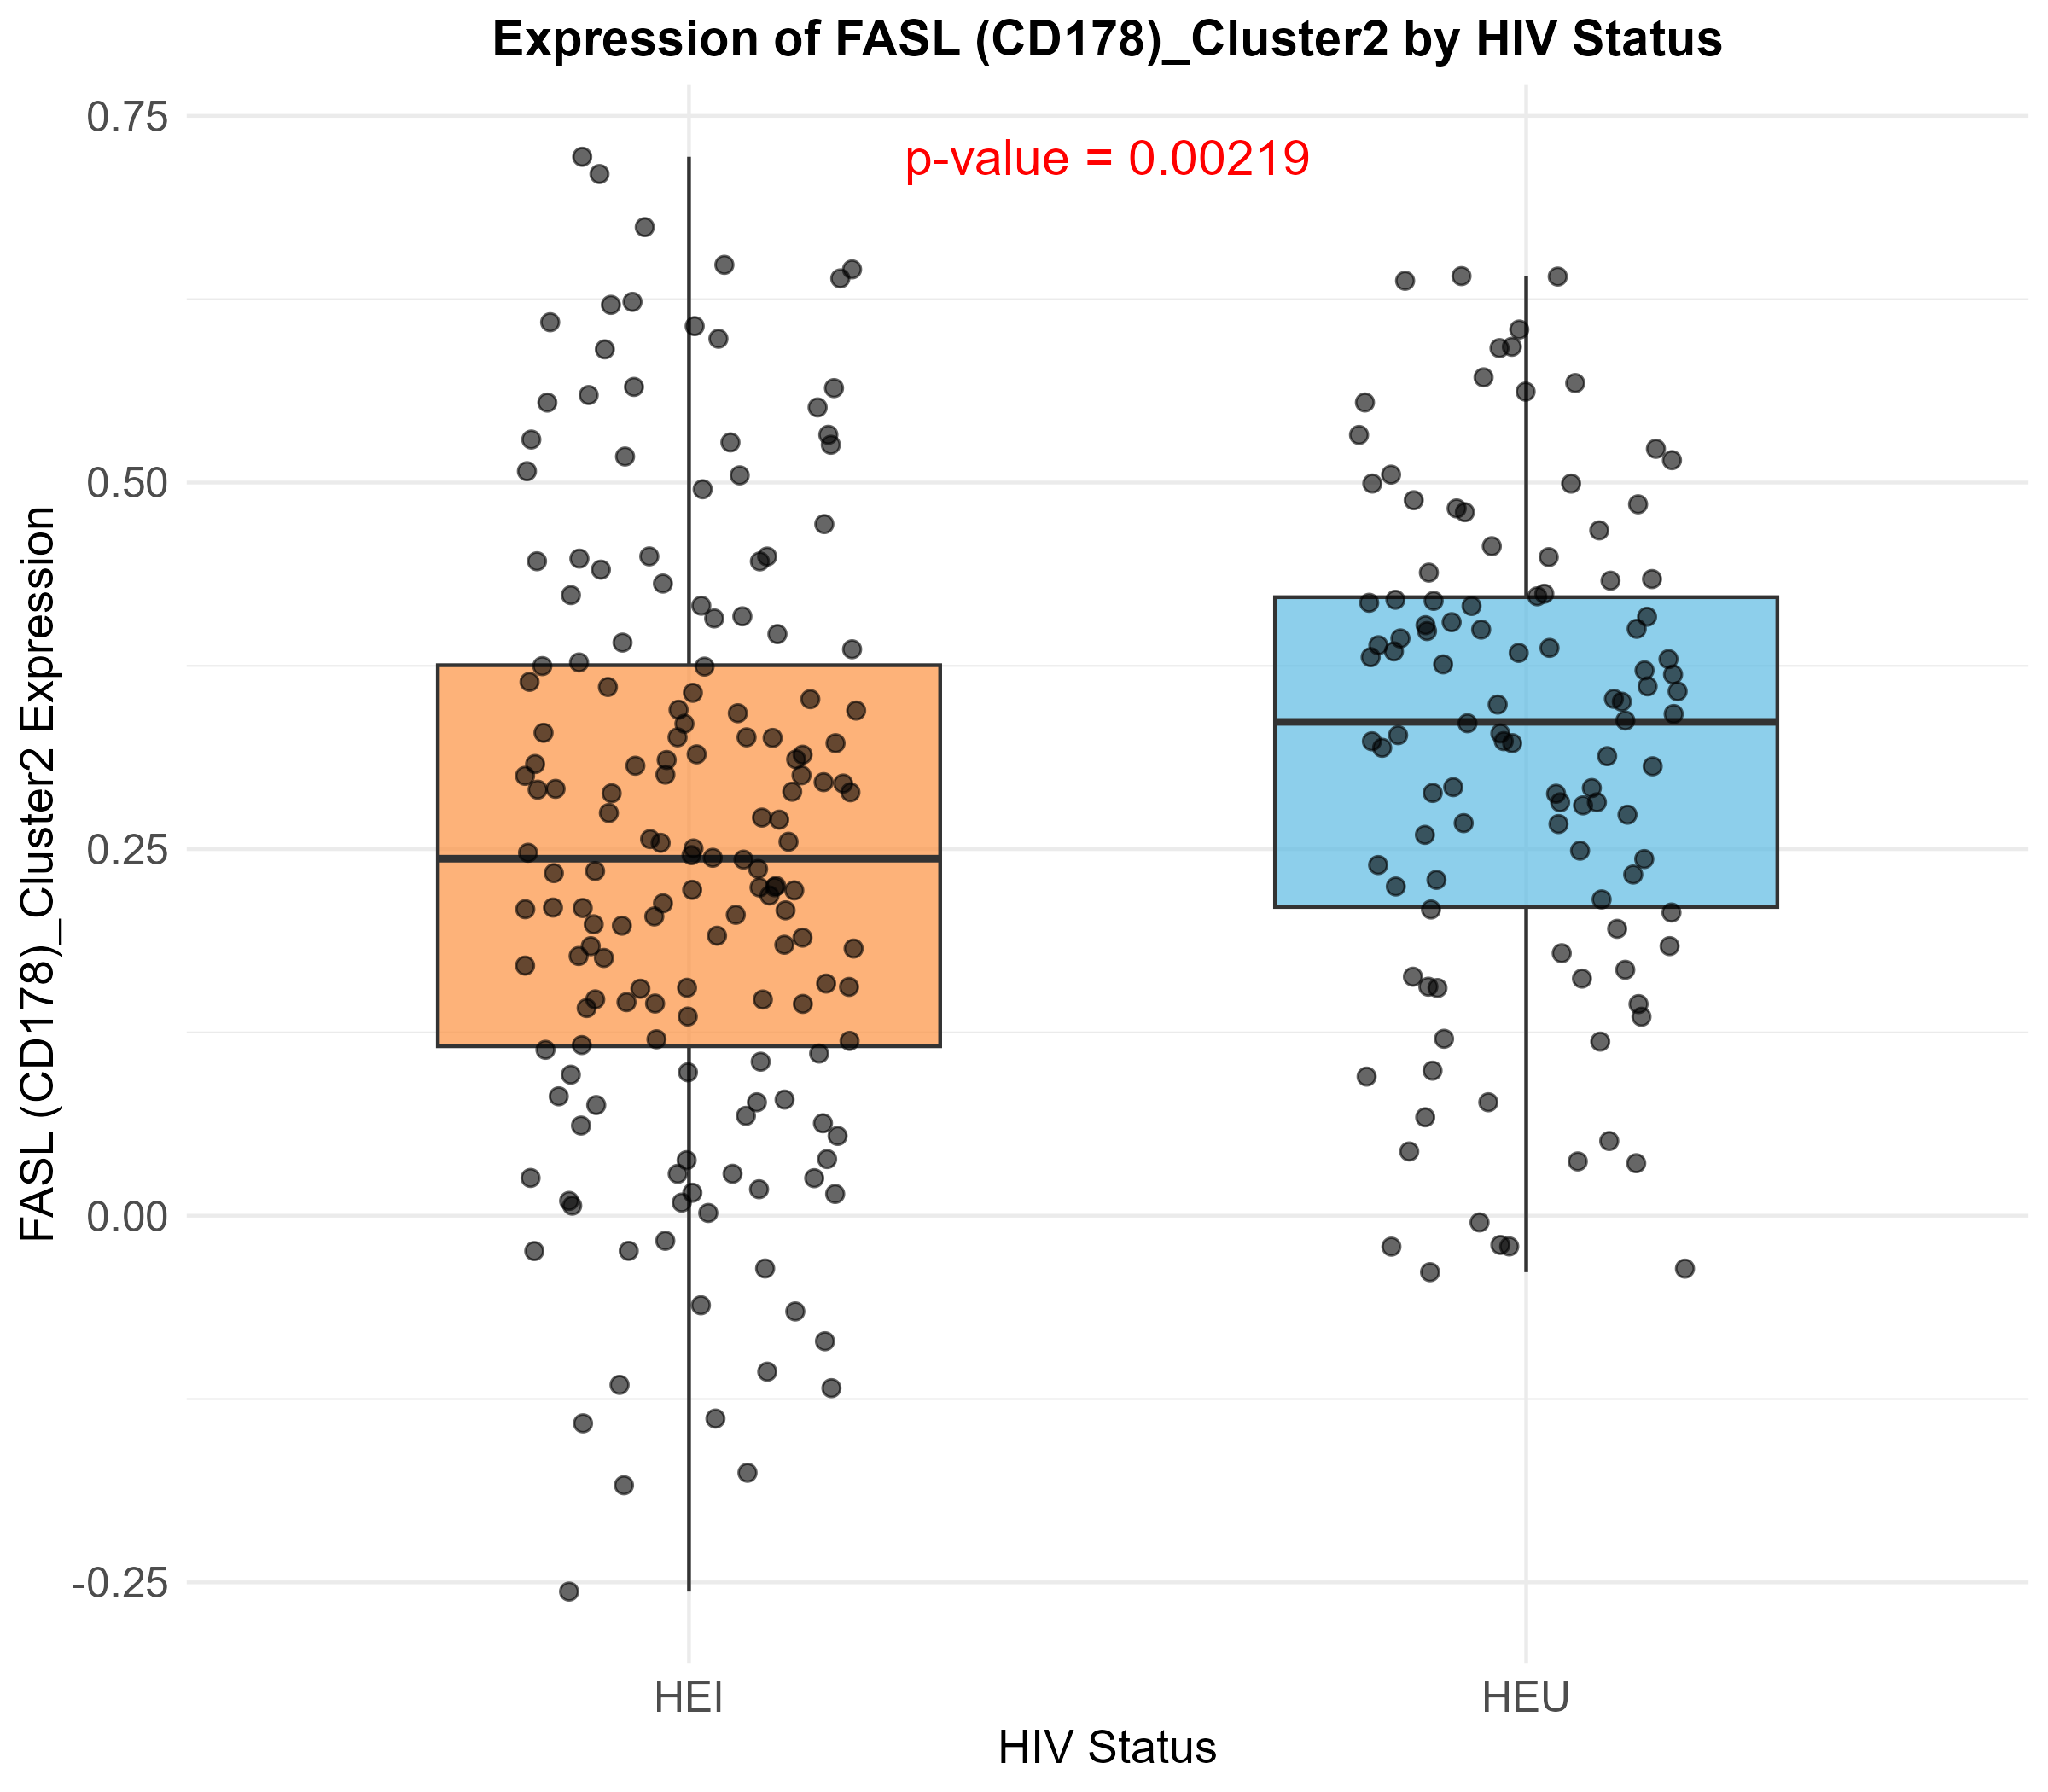 Expression of FASL (CD178)_Cluster2 by HIV Status
p-value = 0.00219
FASL (CD178)_Cluster2 Expression
0.75
0.50
0.25
0.00
-0.25
HEI
HEU
HIV Status